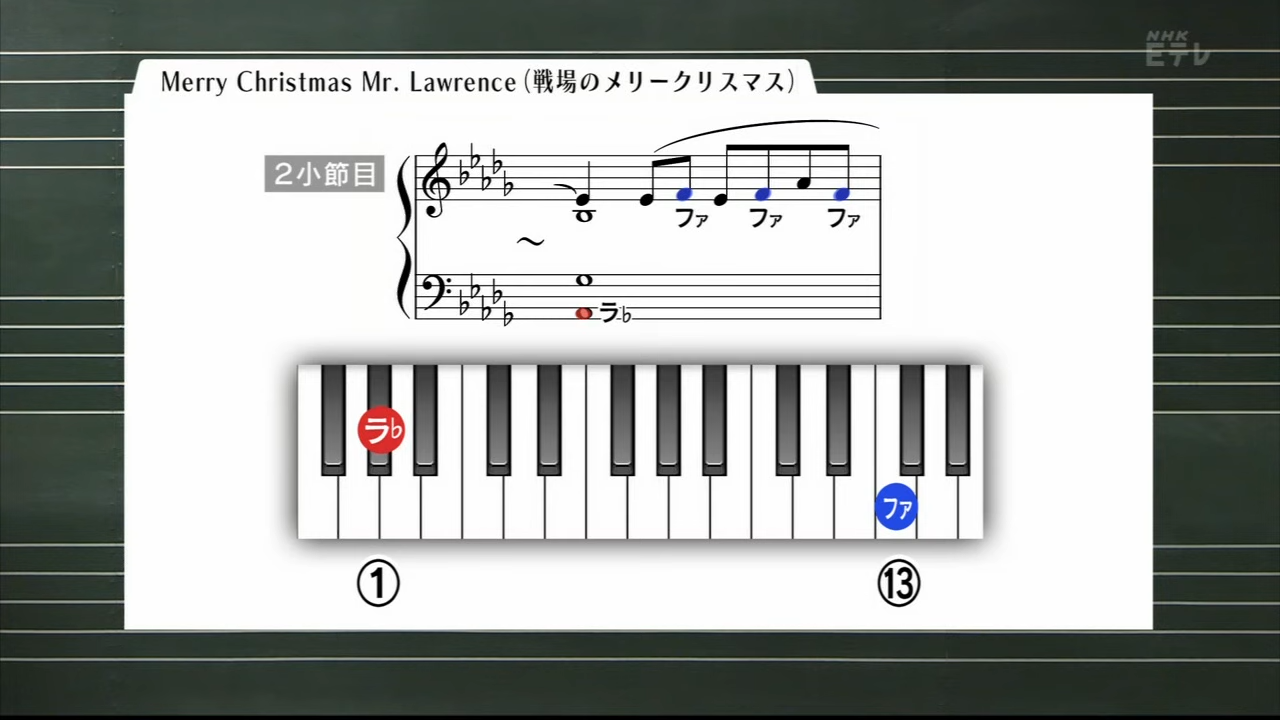 NHK
Eテレ
Merry Christmas Mr. Lawrence (戦場のメリークリスマス)
2小節目
ファ ファ ファ
ラ♭
ラ♭
ファ
① ⑬